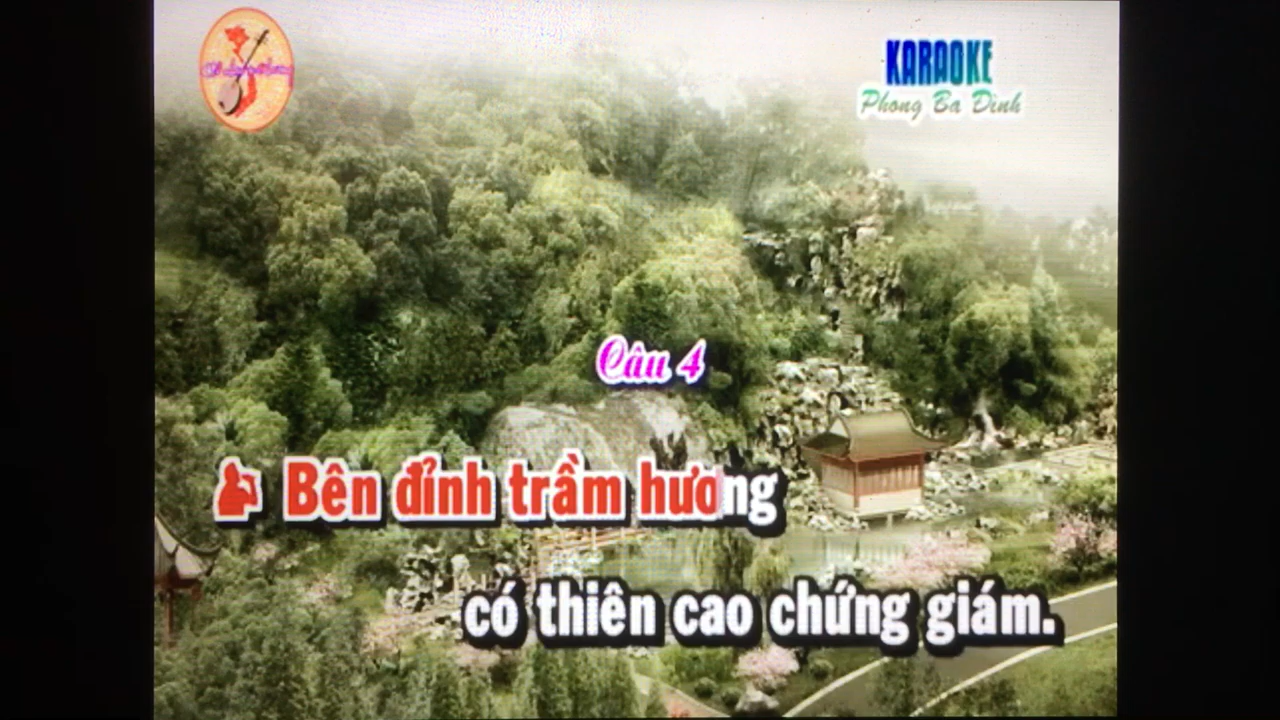 KARAOKE
Phong Ba Dinh
Câu 4
Bên đỉnh trầm hương
có thiên cao chứng giám.